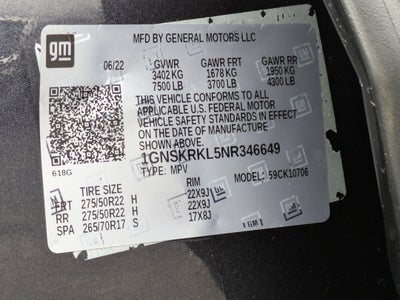 gm
MFD BY GENERAL MOTORS LLC
06/22 GVWR GAWR FRT GAWR RR
3402 KG 1678 KG 1950 KG
7500 LB 3700 LB 4300 LB
THIS VEHICLE CONFORMS TO ALL
APPLICABLE U.S. FEDERAL MOTOR
VEHICLE SAFETY STANDARDS IN EFFECT
ON THE DATE OF MANUFACTURE
SHOWN ABOVE.
1GNSKRKL5NR346649
618G TYPE: MPV MODEL: 59CK10706
TIRE SIZE RIM
FRT 275/50R22 H 22X9J
RR 275/50R22 H 22X9J
SPA 265/70R17 S 17X8J